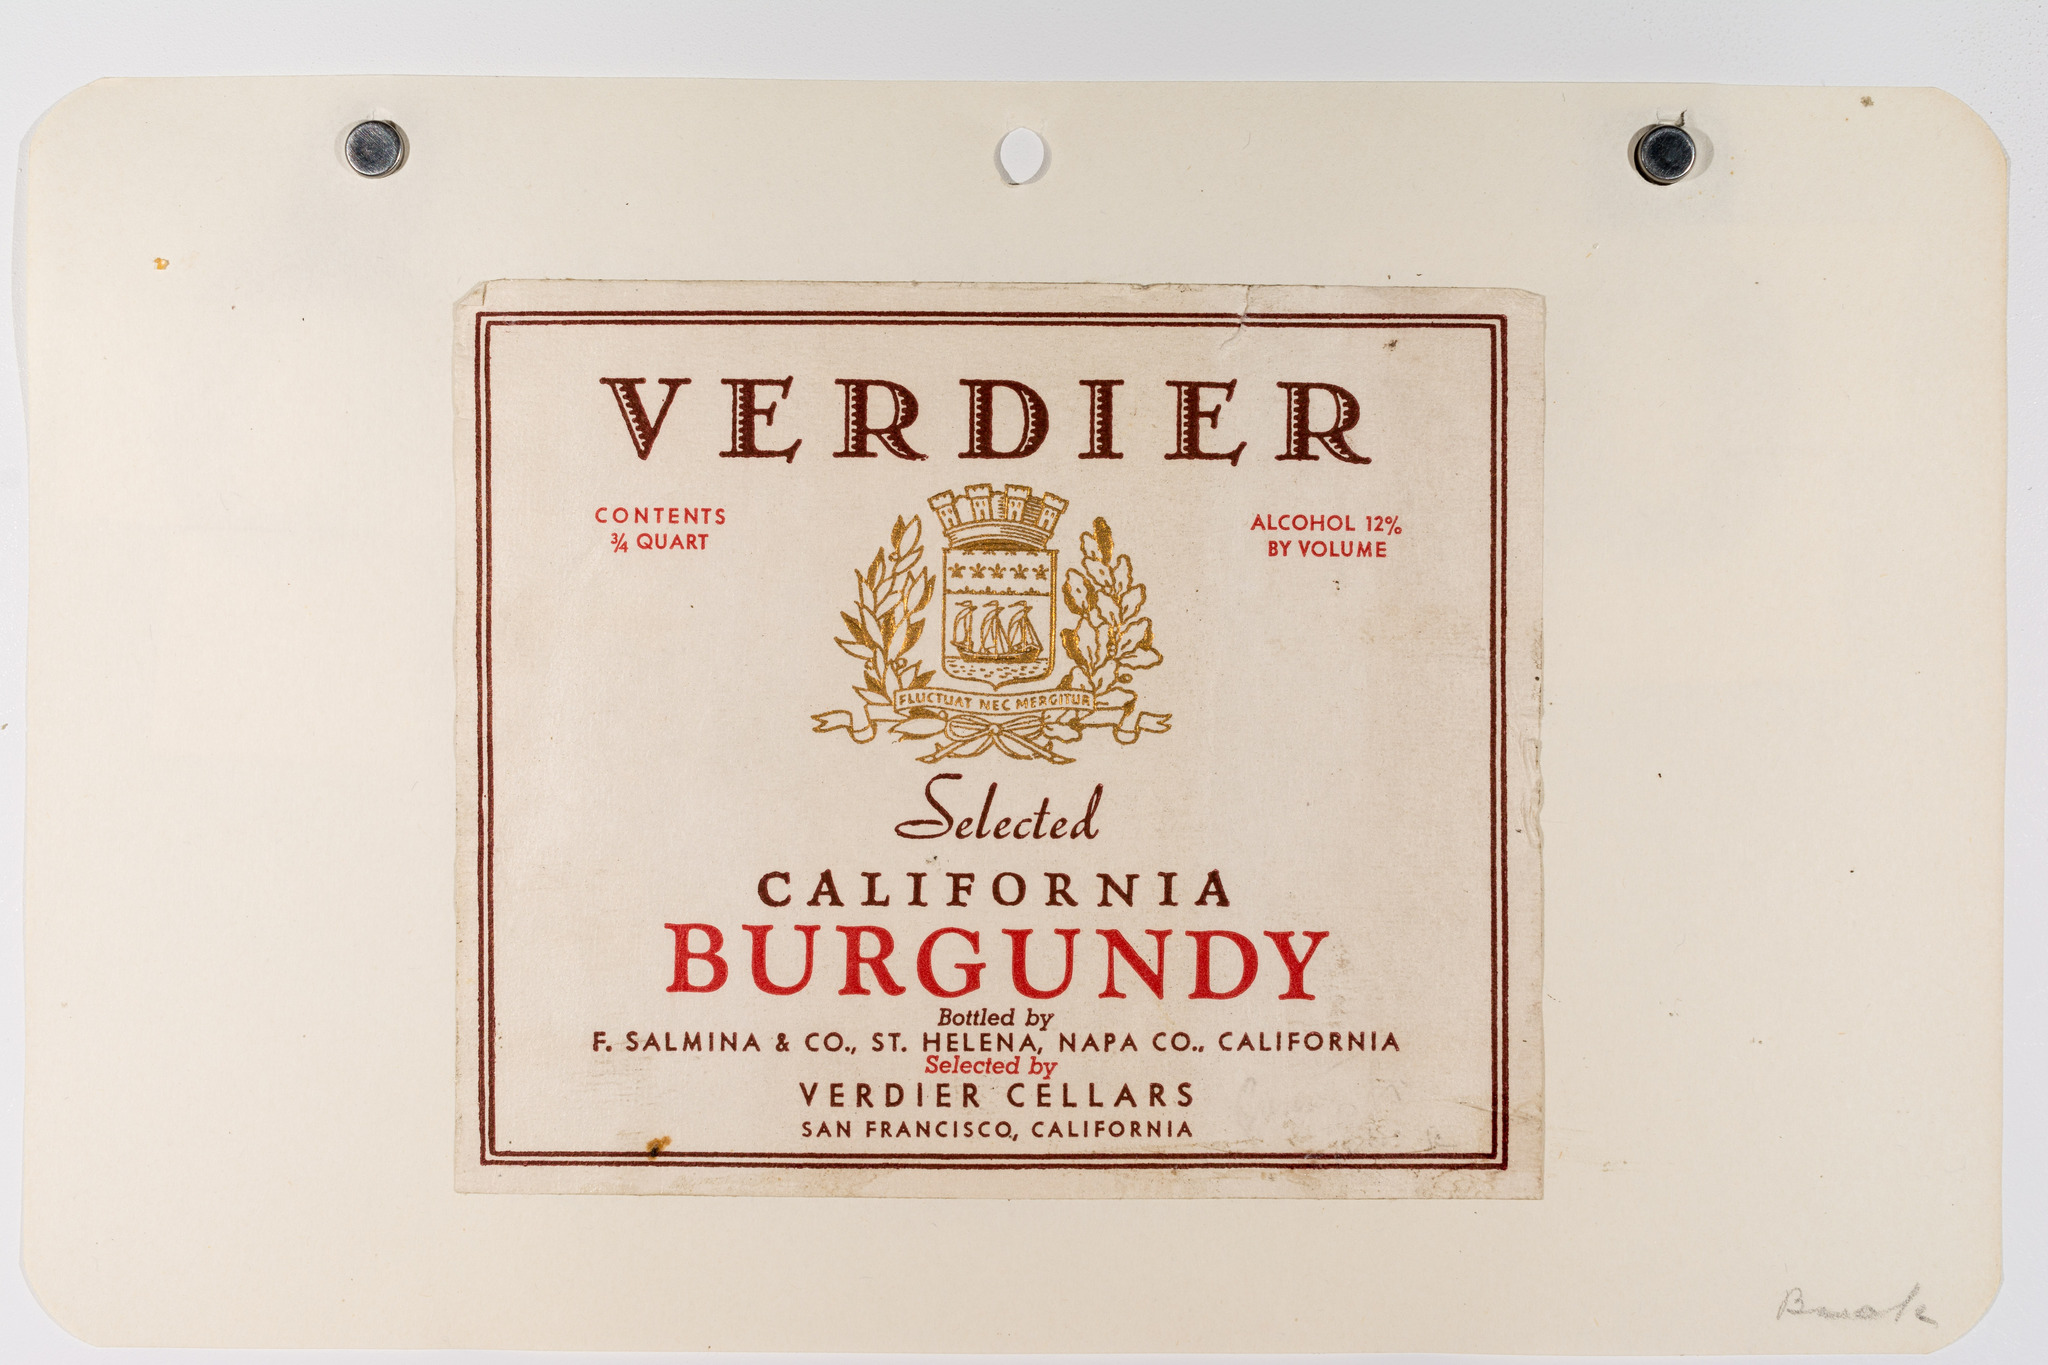 VERDIER
CONTENTS
¾ QUART
ALCOHOL 12%
BY VOLUME
FLUCTUAT NEC MERGITUR
Selected
CALIFORNIA
BURGUNDY
Bottled by
F. SALMINA & CO., ST. HELENA, NAPA CO., CALIFORNIA
Selected by
VERDIER CELLARS
SAN FRANCISCO, CALIFORNIA